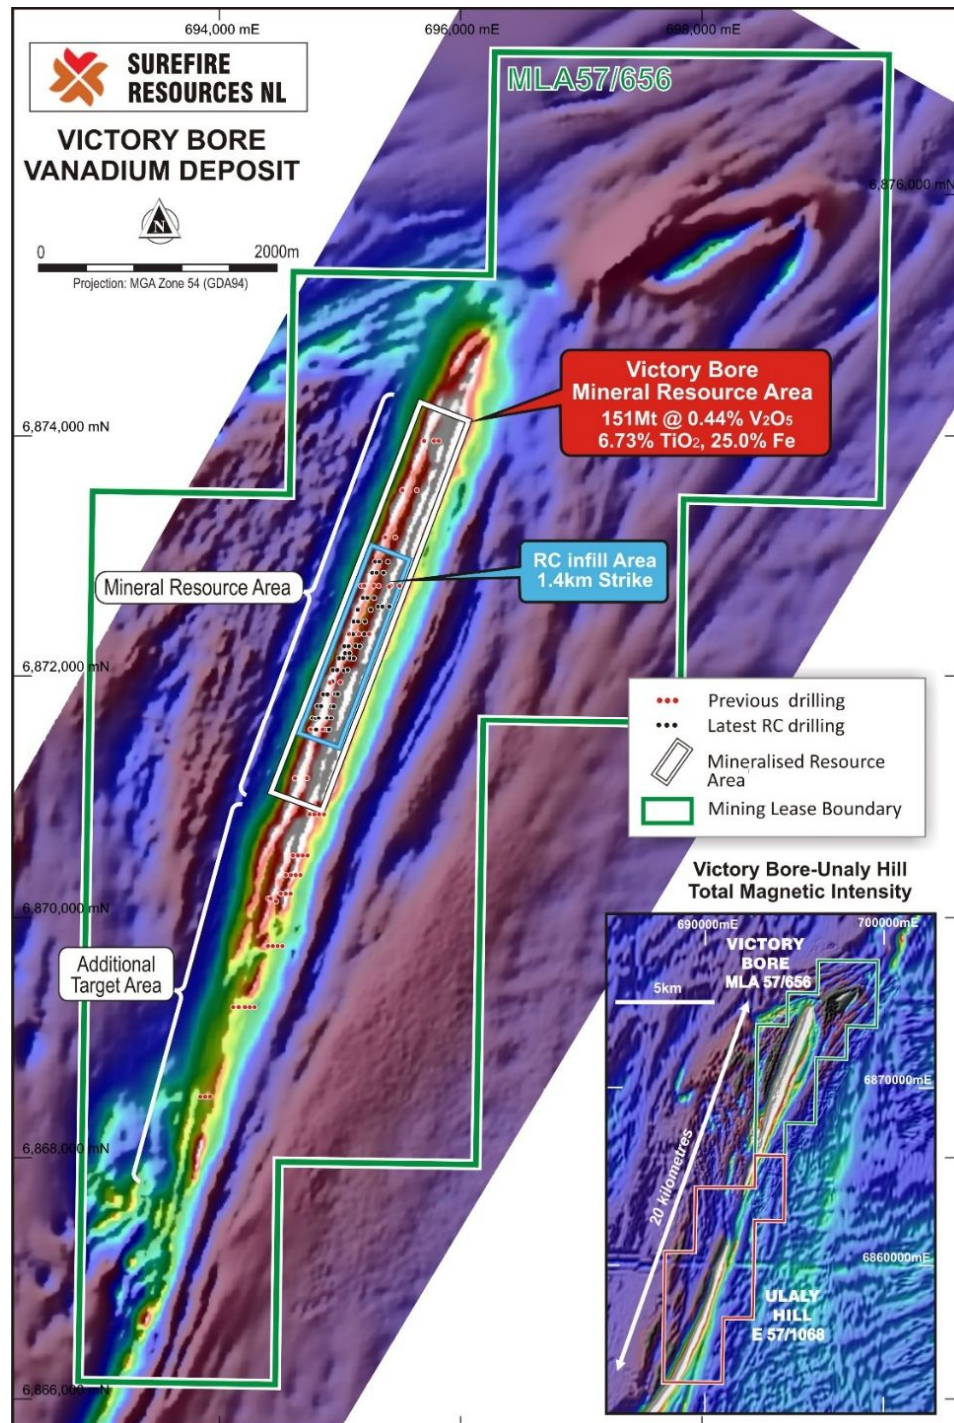 694,000 mE
696,000 mE
698,000 mE
SUREFIRE
RESOURCES NL
VICTORY BORE
VANADIUM DEPOSIT
N
0 2000m
Projection: MGA Zone 54 (GDA94)
MLA57/656
6,876,000 mN
Victory Bore
Mineral Resource Area
151Mt @ 0.44% V₂O₅
6.73% TiO₂, 25.0% Fe
6,874,000 mN
RC infill Area
1.4km Strike
Mineral Resource Area
6,872,000 mN
Previous drilling
Latest RC drilling
Mineralised Resource
Area
Mining Lease Boundary
6,870,000 mN
Additional
Target Area
6,868,000 mN
6,866,000 mN
Victory Bore-Unaly Hill
Total Magnetic Intensity
690000mE
700000mE
VICTORY
BORE
MLA 57/656
5km
6870000mE
20 kilometres
6860000mE
ULALY
HILL
E 57/1068